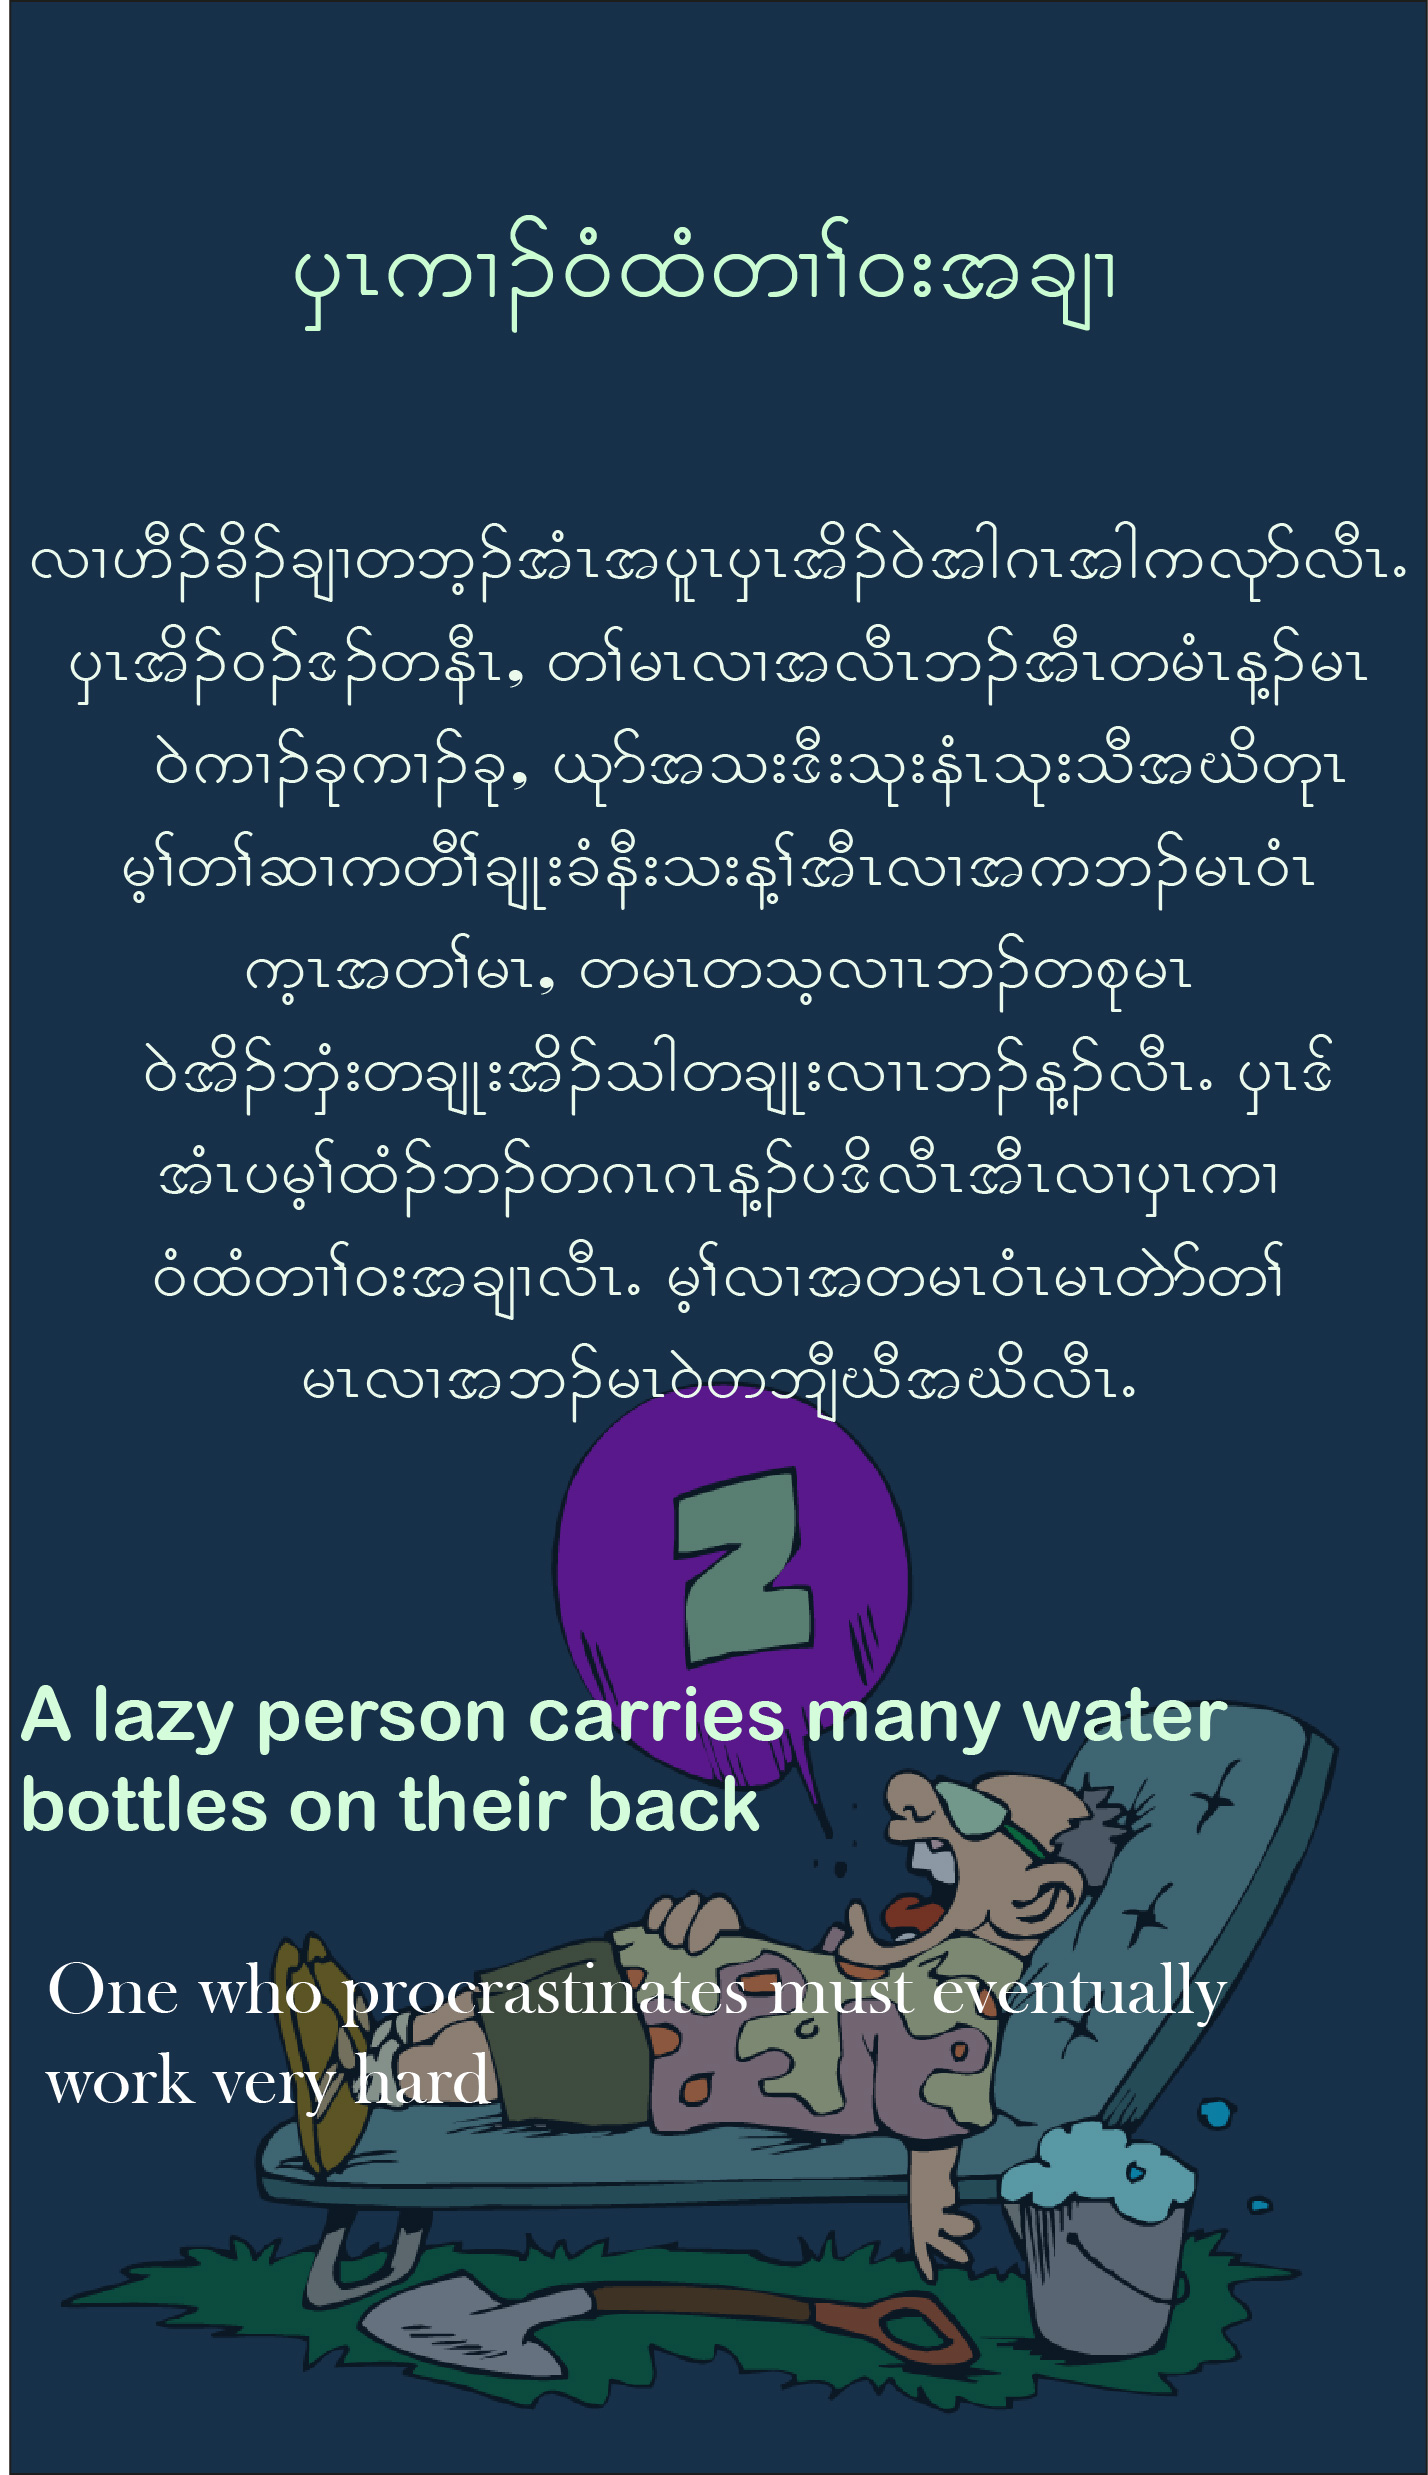 ပှၤကၢၣ်ဝံထံတၢၢ်ဝးအချၢ
လၢဟီၣ်ခိၣ်ချၢတဘ့ၣ်အံၤအပူၤပှၤအိၣ်ဝဲအါဂၤအါကလုာ်လီၤ.
ပှၤအိၣ်ဝၣ်ဒၣ်တနီၤ, တၢ်မၤလၢအလီၤဘၣ်အီၤတမံၤန့ၣ်မၤ
ဝဲကၢၣ်ခုကၢၣ်ခု, ယုာ်အသးဒီးသုးနံၤသုးသီအဃိတုၤ
မ့ၢ်တၢ်ဆၢကတီၢ်ချုးခံနီးသးန့ၢ်အီၤလၢအကဘၣ်မၤဝံၤ
က့ၤအတၢ်မၤ, တမၤတသ့လၢၤဘၣ်တစုမၤ
ဝဲအိၣ်ဘှံးတချုးအိၣ်သါတချုးလၢၤဘၣ်န့ၣ်လီၤ. ပှၤဒ်
အံၤပမ့ၢ်ထံၣ်ဘၣ်တဂၤဂၤန့ၣ်ပဒိလီၤအီၤလၢပှၤကၢ
ဝံထံတၢၢ်ဝးအချၢလီၤ. မ့ၢ်လၢအတမၤဝံၤမၤတဲာ်တၢ်
မၤလၢအဘၣ်မၤဝဲတဘျီဃီအဃိလီၤ.
A lazy person carries many water
bottles on their back
One who procrastinates must eventually
work very hard
Z